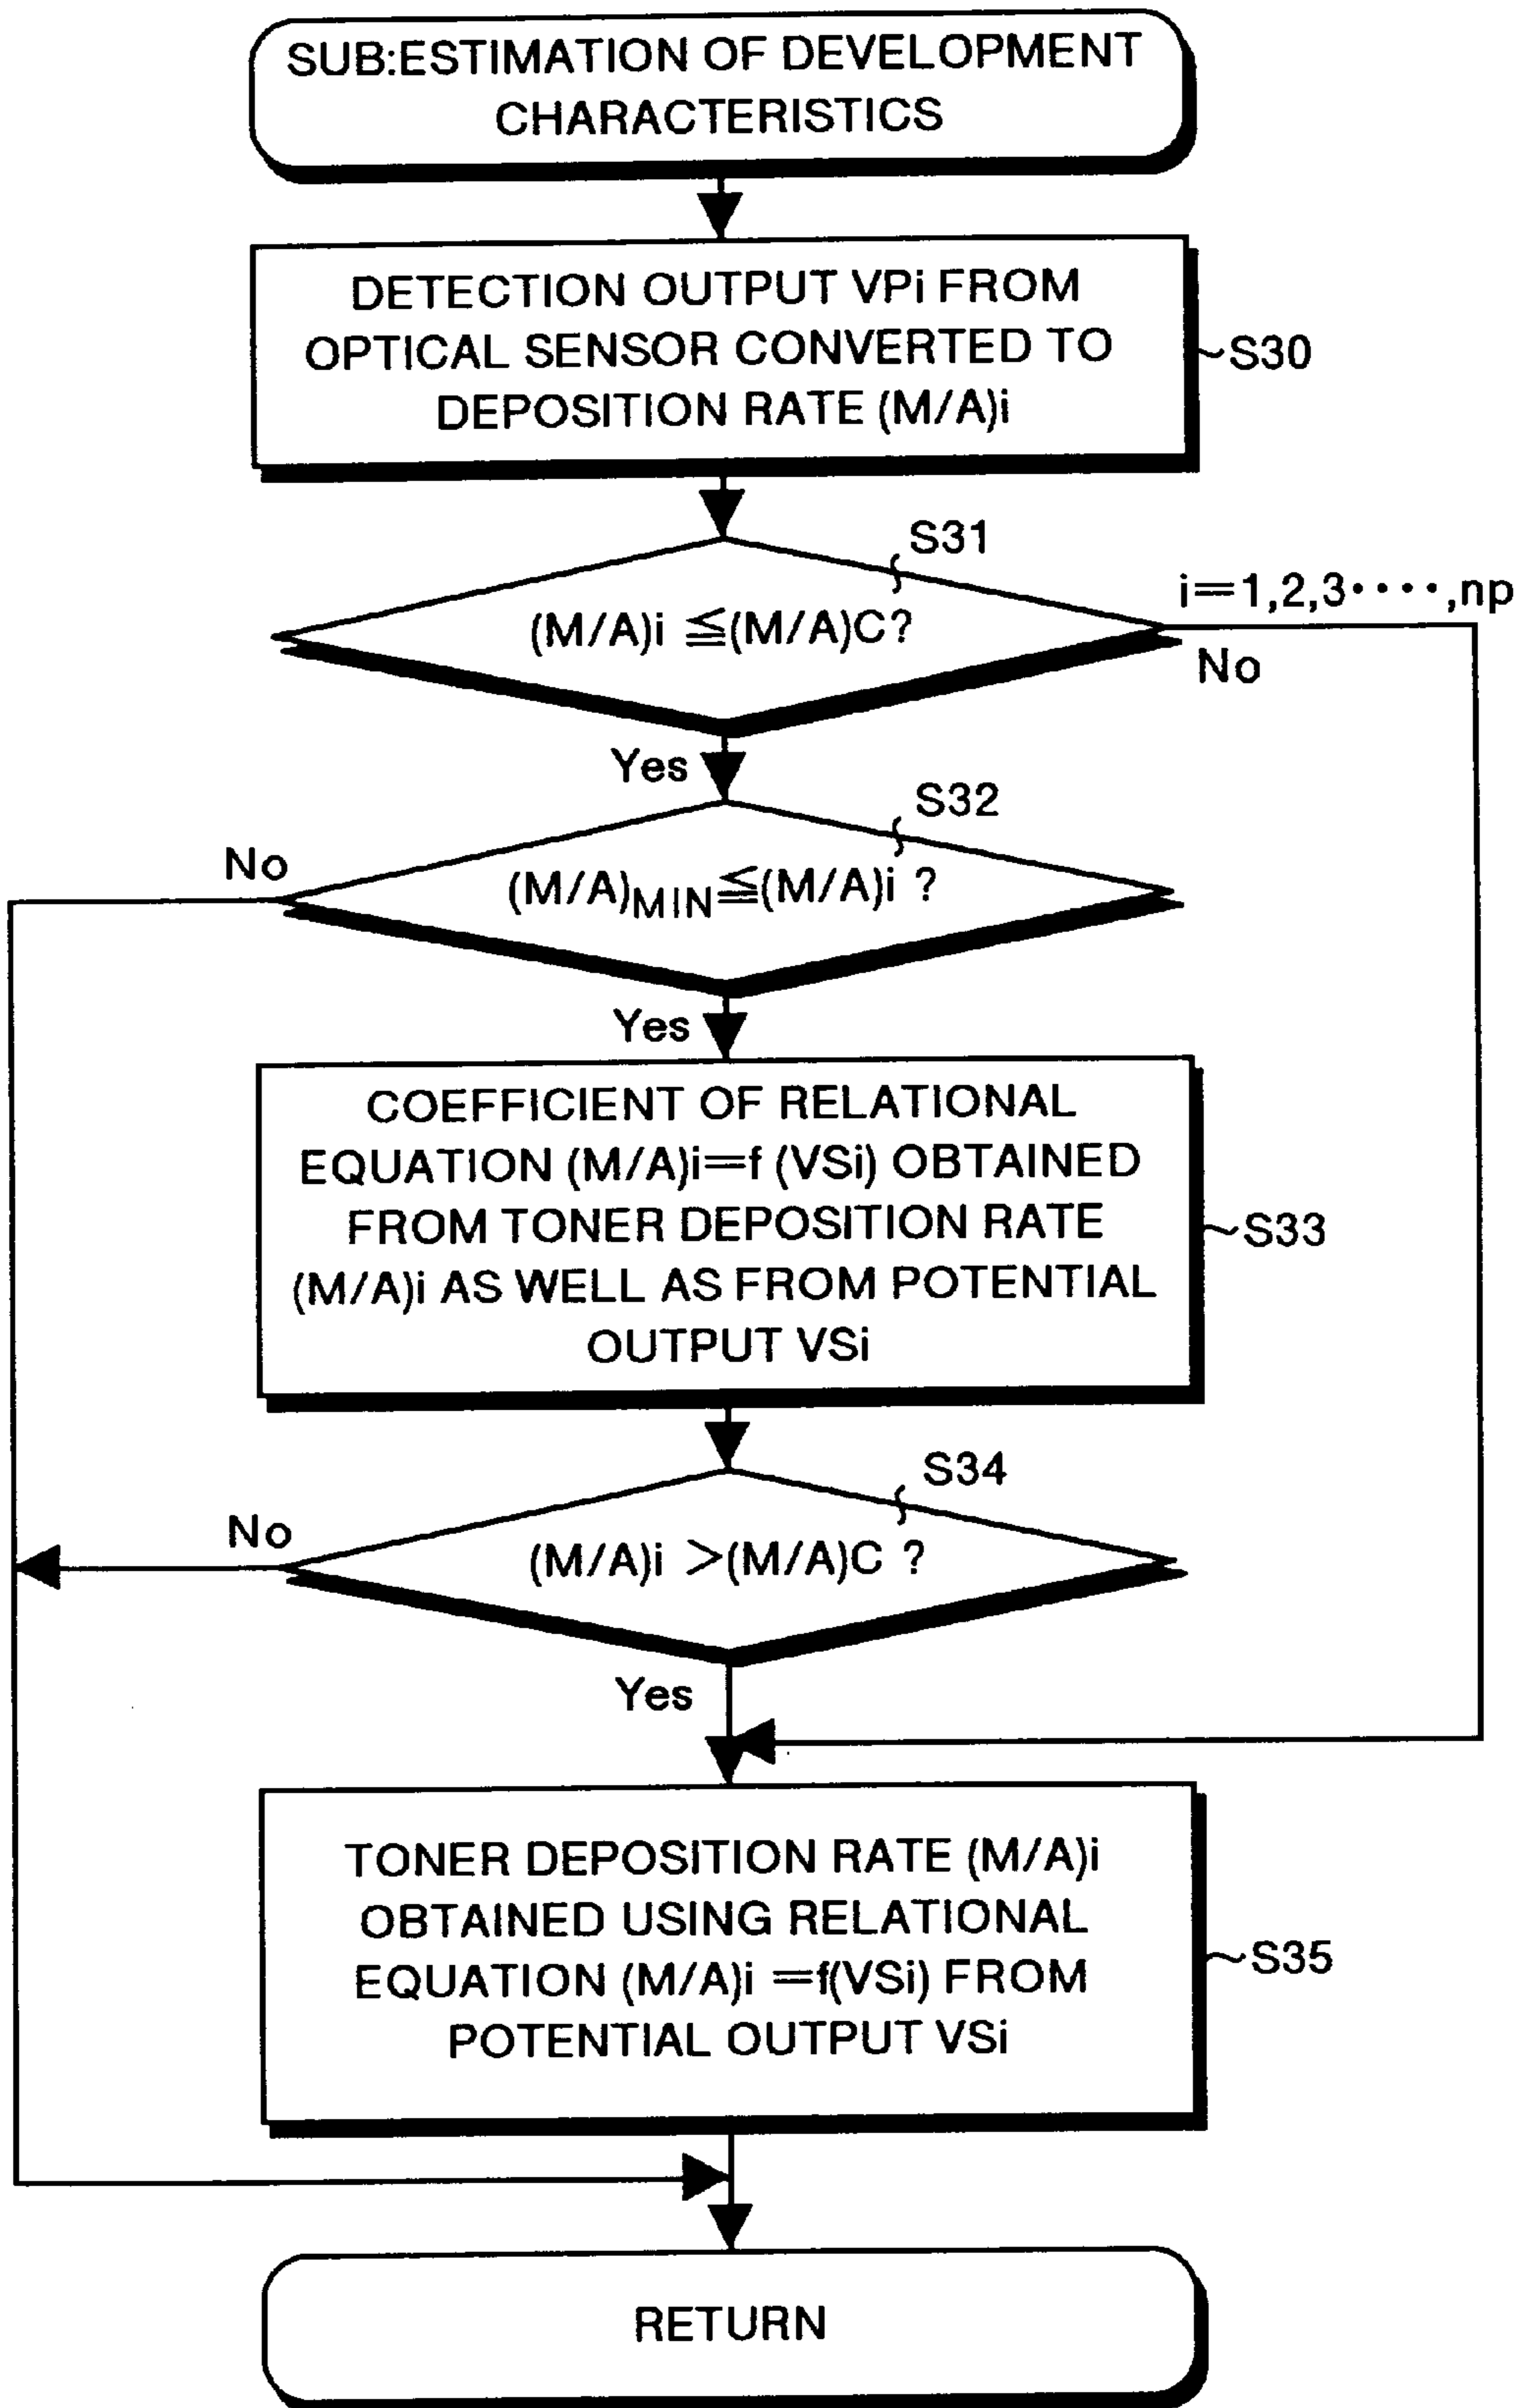 SUB:ESTIMATION OF DEVELOPMENT
CHARACTERISTICS
DETECTION OUTPUT VPi FROM
OPTICAL SENSOR CONVERTED TO
DEPOSITION RATE (M/A)i
S30
S31
(M/A)i ≦(M/A)C?
i=1,2,3・・・・,np
No
Yes
S32
No
(M/A)MIN≦(M/A)i ?
Yes
COEFFICIENT OF RELATIONAL
EQUATION (M/A)i=f (VSi) OBTAINED
FROM TONER DEPOSITION RATE
(M/A)i AS WELL AS FROM POTENTIAL
OUTPUT VSi
S33
S34
No
(M/A)i >(M/A)C ?
Yes
TONER DEPOSITION RATE (M/A)i
OBTAINED USING RELATIONAL
EQUATION (M/A)i =f(VSi) FROM
POTENTIAL OUTPUT VSi
S35
RETURN